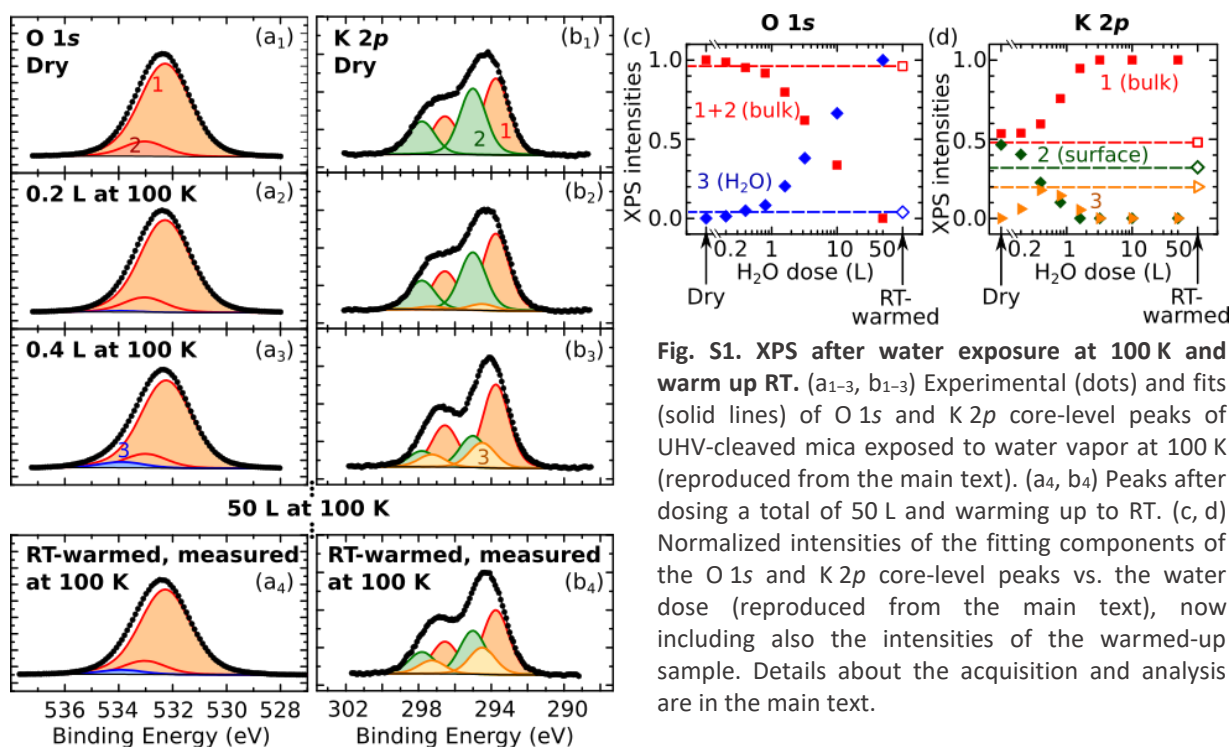 O 1s
Dry
(a₁)
1
2
0.2 L at 100 K
(a₂)
0.4 L at 100 K
(a₃)
3
50 L at 100 K
RT-warmed, measured
at 100 K
(a₄)
536 534 532 530 528
Binding Energy (eV)
K 2p
Dry
(b₁)
2
1
(b₂)
(b₃)
3
RT-warmed, measured
at 100 K
(b₄)
302 298 294 290
Binding Energy (eV)
(c) O 1s
XPS intensities
1.0
0.5
0.0
1+2 (bulk)
3 (H₂O)
0.2 1 10 50
H₂O dose (L)
Dry
RT-
warmed
(d) K 2p
XPS intensities
1.0
0.5
0.0
1 (bulk)
2 (surface)
3
0.2 1 10 50
H₂O dose (L)
Dry
RT-
warmed
Fig. S1. XPS after water exposure at 100 K and
warm up RT. (a₁₋₃, b₁₋₃) Experimental (dots) and fits
(solid lines) of O 1s and K 2p core-level peaks of
UHV-cleaved mica exposed to water vapor at 100 K
(reproduced from the main text). (a₄, b₄) Peaks after
dosing a total of 50 L and warming up to RT. (c, d)
Normalized intensities of the fitting components of
the O 1s and K 2p core-level peaks vs. the water
dose (reproduced from the main text), now
including also the intensities of the warmed-up
sample. Details about the acquisition and analysis
are in the main text.